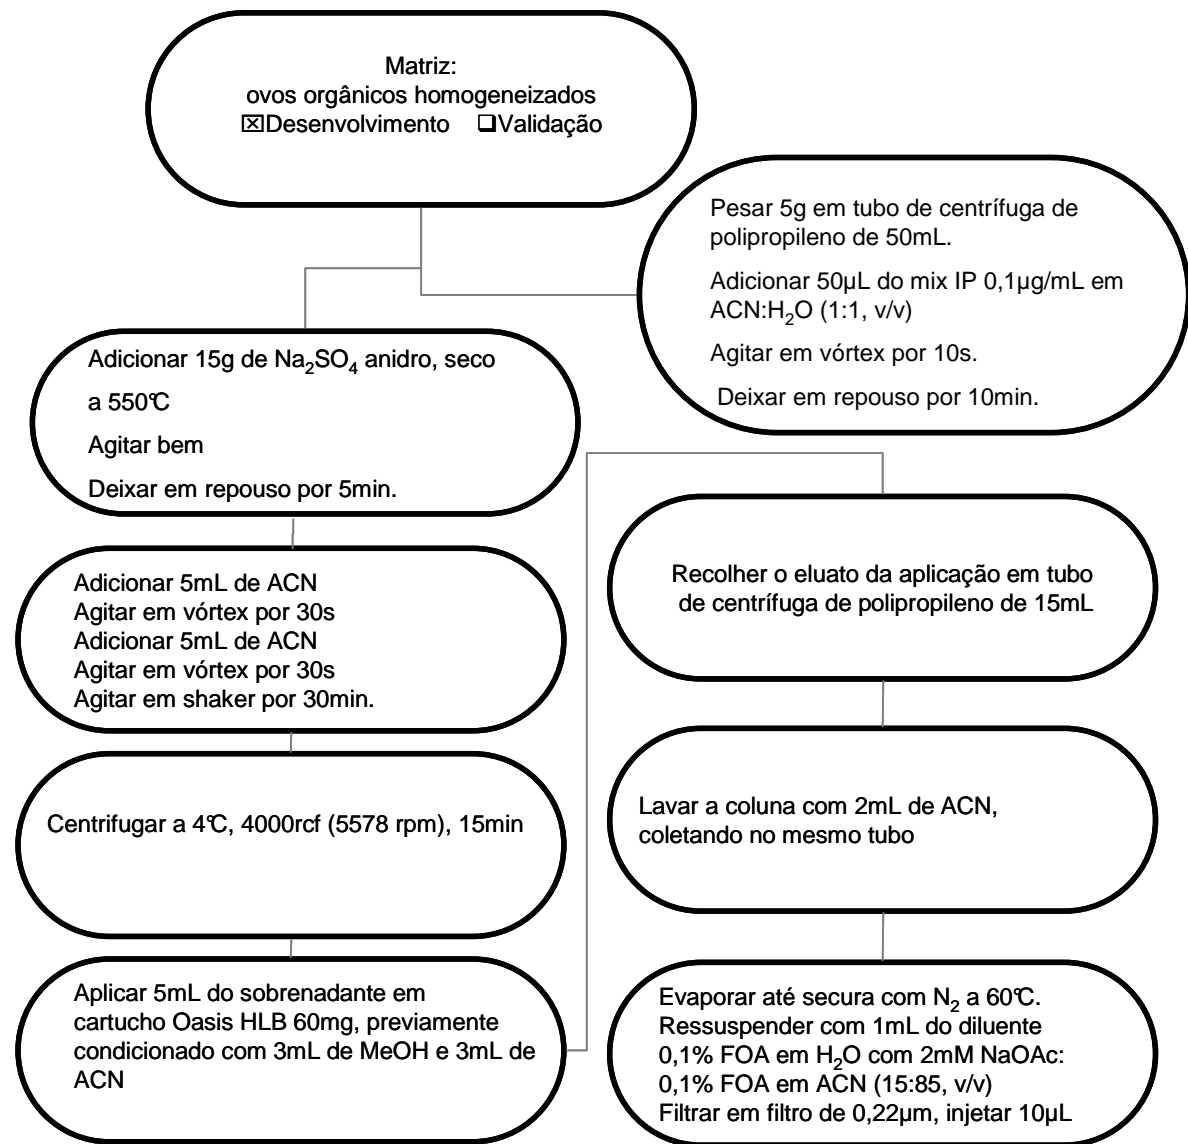 Matriz:
ovos orgânicos homogeneizados
☒Desenvolvimento ❑Validação
Pesar 5g em tubo de centrífuga de
polipropileno de 50mL.
Adicionar 50µL do mix IP 0,1µg/mL em
ACN:H₂O (1:1, v/v)
Agitar em vórtex por 10s.
Deixar em repouso por 10min.
Adicionar 15g de Na₂SO₄ anidro, seco
a 550°C
Agitar bem
Deixar em repouso por 5min.
Adicionar 5mL de ACN
Agitar em vórtex por 30s
Adicionar 5mL de ACN
Agitar em vórtex por 30s
Agitar em shaker por 30min.
Centrifugar a 4°C, 4000rcf (5578 rpm), 15min
Aplicar 5mL do sobrenadante em
cartucho Oasis HLB 60mg, previamente
condicionado com 3mL de MeOH e 3mL de
ACN
Recolher o eluato da aplicação em tubo
de centrífuga de polipropileno de 15mL
Lavar a coluna com 2mL de ACN,
coletando no mesmo tubo
Evaporar até secura com N₂ a 60°C.
Ressuspender com 1mL do diluente
0,1% FOA em H₂O com 2mM NaOAc:
0,1% FOA em ACN (15:85, v/v)
Filtrar em filtro de 0,22µm, injetar 10µL